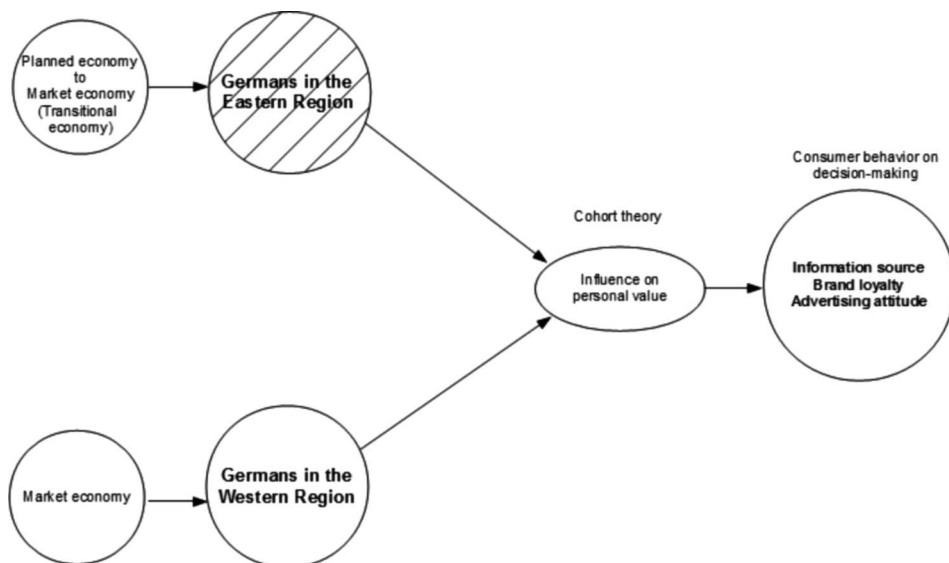 Planned economy
to
Market economy
(Transitional
economy)
Germans in the
Eastern Region
Consumer behavior on
decision-making
Cohort theory
Influence on
personal value
Information source
Brand loyalty
Advertising attitude
Market economy
Germans in the
Western Region